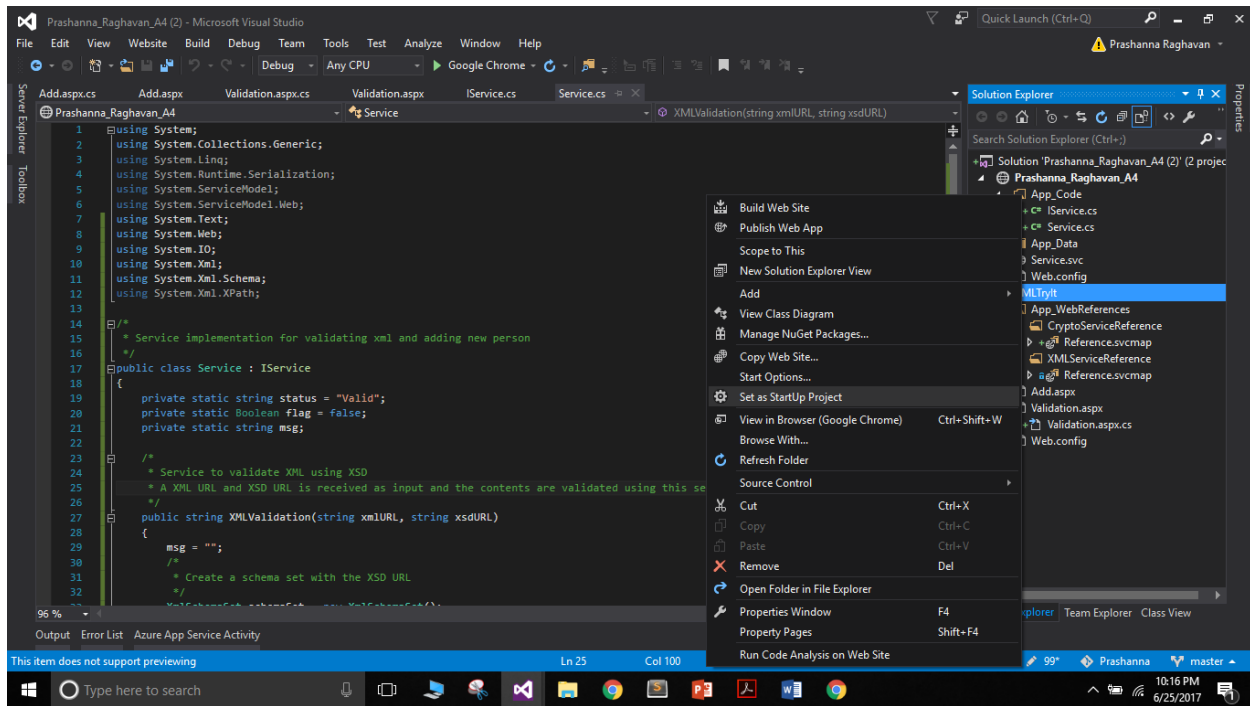 Prashanna_Raghavan_A4 (2) - Microsoft Visual Studio
Quick Launch (Ctrl+Q)
File Edit View Website Build Debug Team Tools Test Analyze Window Help
Prashanna Raghavan
Debug Any CPU Google Chrome
Server Explorer
Toolbox
Add.aspx.cs Add.aspx Validation.aspx.cs Validation.aspx IService.cs Service.cs
Prashanna_Raghavan_A4 Service XMLValidation(string xmlURL, string xsdURL)
1 using System;
2 using System.Collections.Generic;
3 using System.Linq;
4 using System.Runtime.Serialization;
5 using System.ServiceModel;
6 using System.ServiceModel.Web;
7 using System.Text;
8 using System.Web;
9 using System.IO;
10 using System.Xml;
11 using System.Xml.Schema;
12 using System.Xml.XPath;
13
14 /*
15 * Service implementation for validating xml and adding new person
16 */
17 public class Service : IService
18 {
19 private static string status = "Valid";
20 private static Boolean flag = false;
21 private static string msg;
22
23 /*
24 * Service to validate XML using XSD
25 * A XML URL and XSD URL is received as input and the contents are validated using this se
26 */
27 public string XMLValidation(string xmlURL, string xsdURL)
28 {
29 msg = "";
30 /*
31 * Create a schema set with the XSD URL
32 */
33 XmlSchemaSet schemaSet = new XmlSchemaSet();
96 %
Output Error List Azure App Service Activity
Build Web Site
Publish Web App
Scope to This
New Solution Explorer View
Add
View Class Diagram
Manage NuGet Packages...
Copy Web Site...
Start Options...
Set as StartUp Project
View in Browser (Google Chrome) Ctrl+Shift+W
Browse With...
Refresh Folder
Source Control
Cut Ctrl+X
Copy Ctrl+C
Paste Ctrl+V
Remove Del
Open Folder in File Explorer
Properties Window F4
Property Pages Shift+F4
Run Code Analysis on Web Site
Solution Explorer
Search Solution Explorer (Ctrl+;)
Solution 'Prashanna_Raghavan_A4 (2)' (2 projec
Prashanna_Raghavan_A4
App_Code
C# IService.cs
C# Service.cs
App_Data
Service.svc
Web.config
MLTryIt
App_WebReferences
CryptoServiceReference
Reference.svcmap
XMLServiceReference
Reference.svcmap
Add.aspx
Validation.aspx
Validation.aspx.cs
Web.config
xplorer Team Explorer Class View
Properties
This item does not support previewing Ln 25 Col 100 99* Prashanna master
Type here to search
10:16 PM
6/25/2017
1